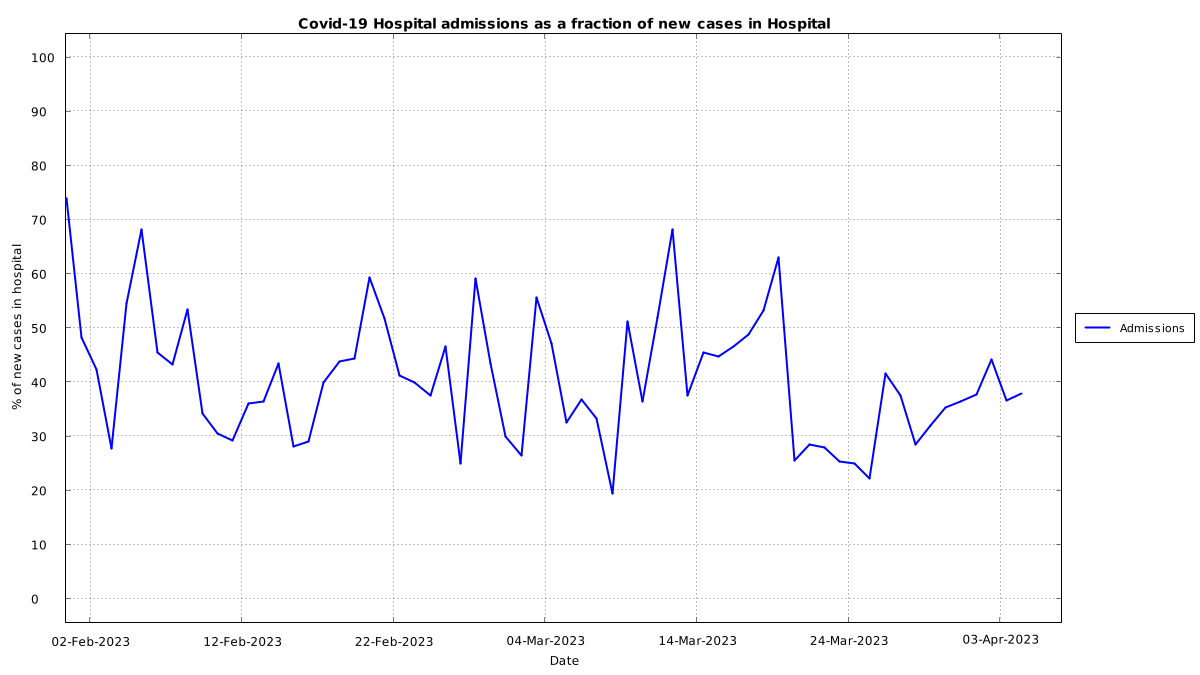 Covid-19 Hospital admissions as a fraction of new cases in Hospital
100
90
80
70
60
50
40
30
20
10
0
% of new cases in hospital
02-Feb-2023 12-Feb-2023 22-Feb-2023 04-Mar-2023 14-Mar-2023 24-Mar-2023 03-Apr-2023
Date
Admissions